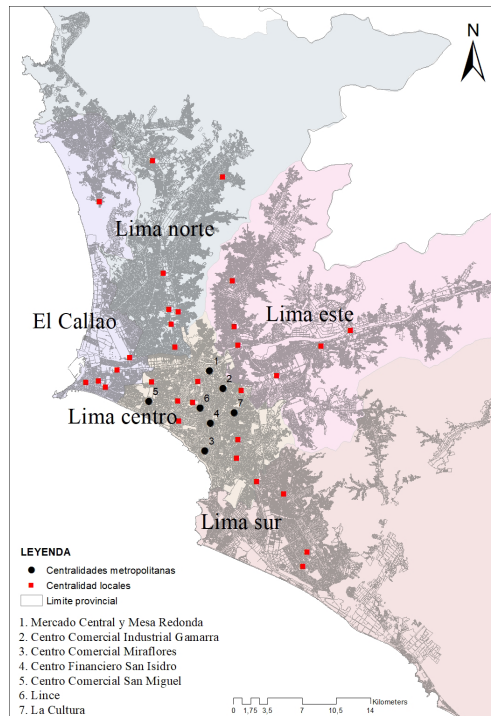 N
Lima norte
El Callao
Lima este
1
2
5
6
7
Lima centro
4
3
Lima sur
LEYENDA
Centralidades metropolitanas
Centralidad locales
Limite provincial
1. Mercado Central y Mesa Redonda
2. Centro Comercial Industrial Gamarra
3. Centro Comercial Miraflores
4. Centro Financiero San Isidro
5. Centro Comercial San Miguel
6. Lince
7. La Cultura
Kilometers
0 1,75 3,5 7 10,5 14